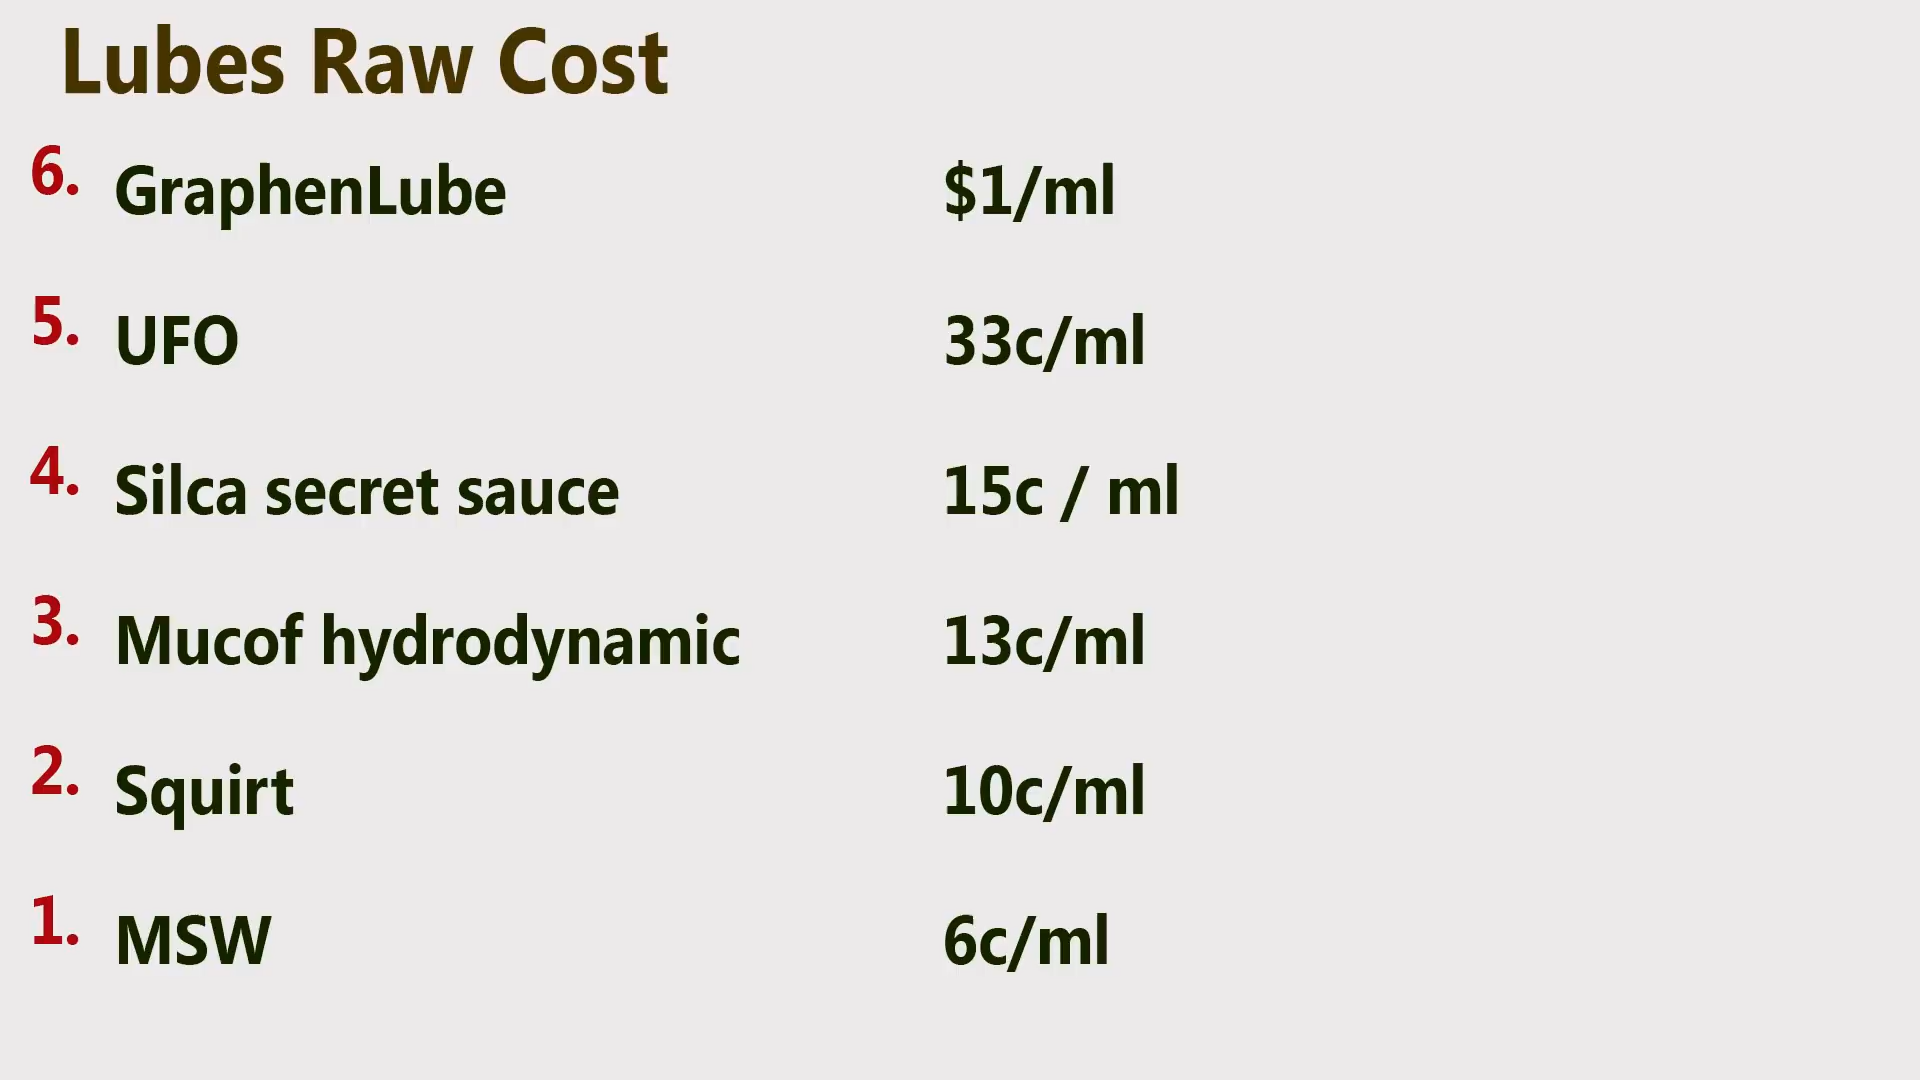 Lubes Raw Cost
6. GraphenLube $1/ml
5. UFO 33c/ml
4. Silca secret sauce 15c / ml
3. Mucof hydrodynamic 13c/ml
2. Squirt 10c/ml
1. MSW 6c/ml